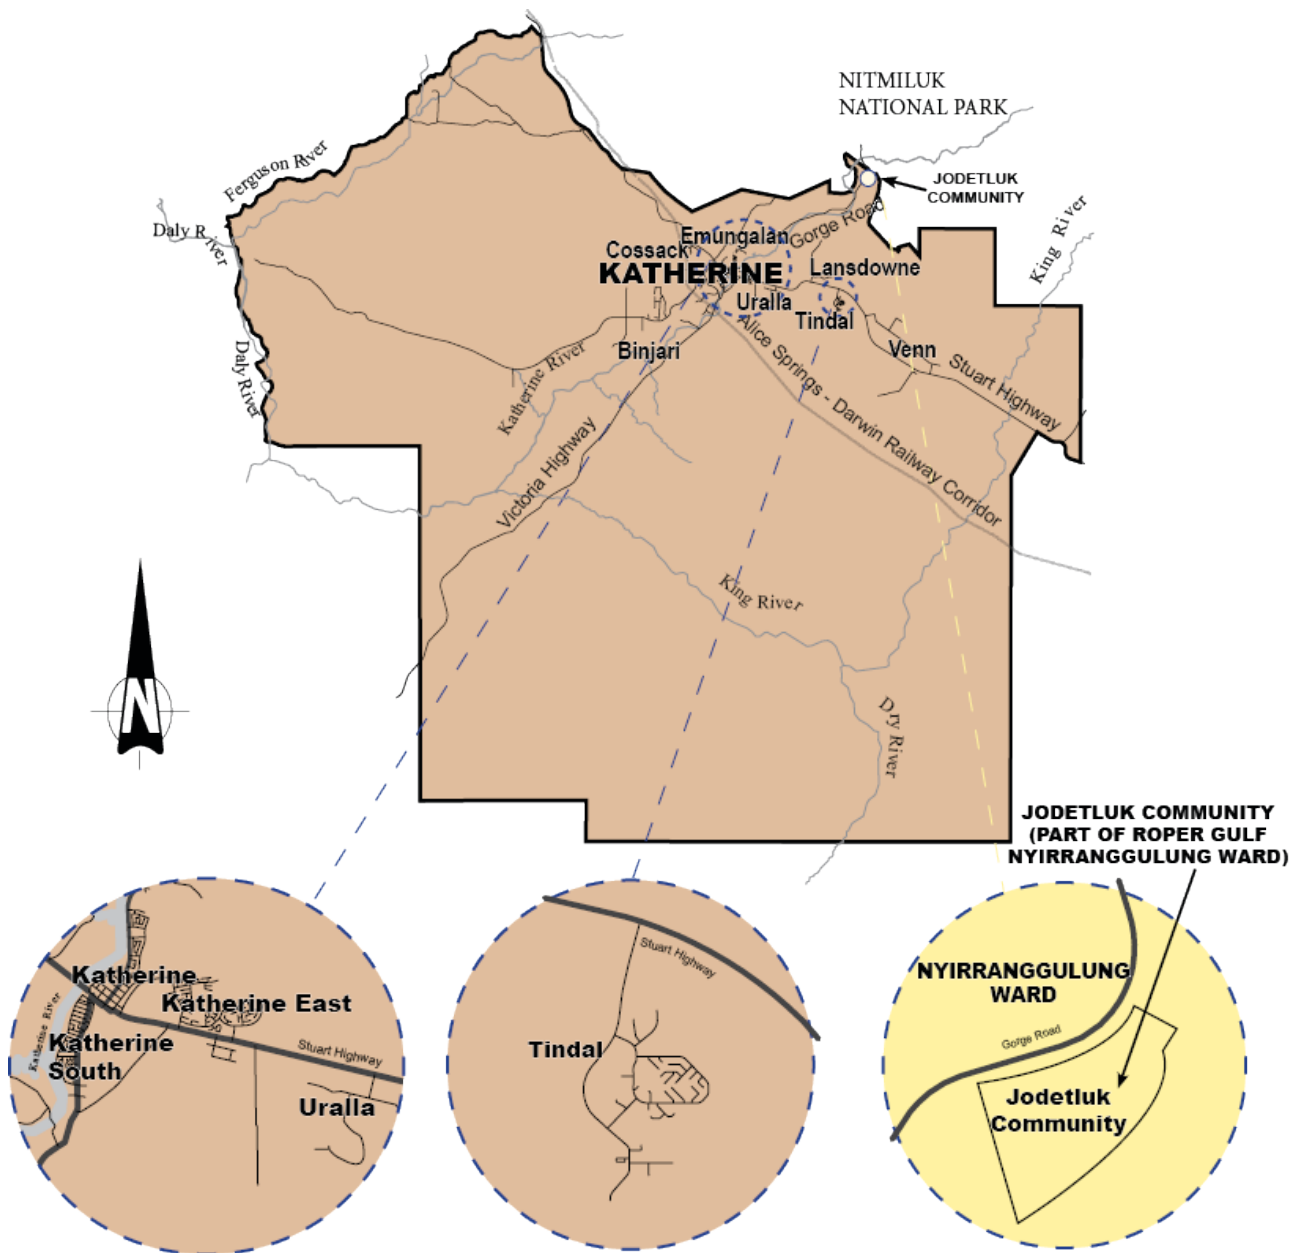 NITMILUK
NATIONAL PARK
JODETLUK
COMMUNITY
Ferguson River
Daly River
Daly River
King River
Gorge Road
Emungalan
Cossack
KATHERINE
Lansdowne
Uralla
Tindal
Binjari
Venn
Stuart Highway
Alice Springs - Darwin Railway Corridor
Katherine River
Victoria Highway
King River
Dry River
N
JODETLUK COMMUNITY
(PART OF ROPER GULF
NYIRRANGGULUNG WARD)
Katherine
Katherine East
Katherine River
Katherine
South
Stuart Highway
Uralla
Stuart Highway
Tindal
NYIRRANGGULUNG
WARD
Gorge Road
Jodetluk
Community